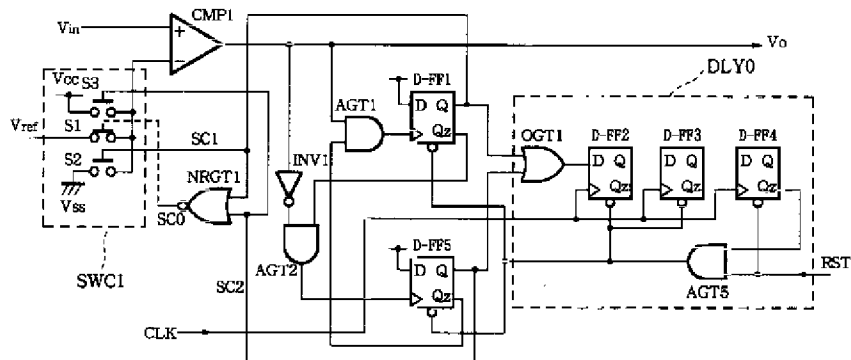 CMP1
Vin
+
−
Vo
DLY0
Vcc
S3
Vref
S1
S2
Vss
SWC1
SC1
SC0
SC2
NRGT1
INV1
AGT1
AGT2
D-FF1
D Q
Qz
OGT1
D-FF2
D Q
Qz
D-FF3
D Q
Qz
D-FF4
D Q
Qz
D-FF5
D Q
Qz
AGT5
RST
CLK